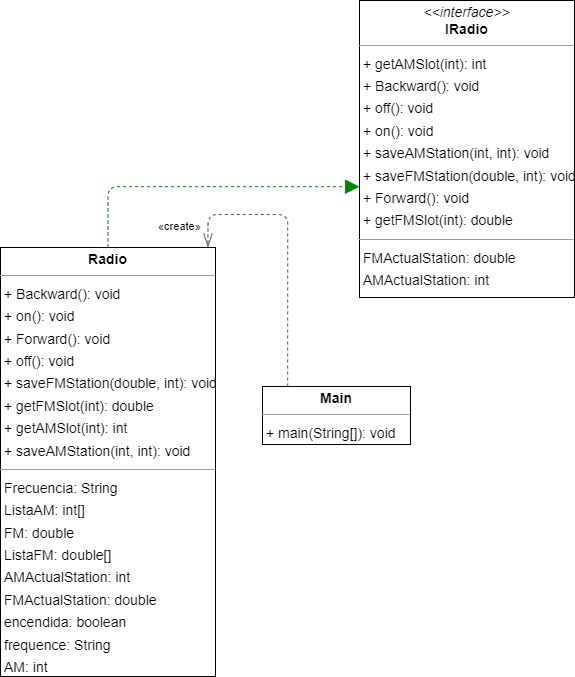 <<interface>>
IRadio
+ getAMSlot(int): int
+ Backward(): void
+ off(): void
+ on(): void
+ saveAMStation(int, int): void
+ saveFMStation(double, int): void
+ Forward(): void
+ getFMSlot(int): double
FMActualStation: double
AMActualStation: int
«create»
Radio
+ Backward(): void
+ on(): void
+ Forward(): void
+ off(): void
+ saveFMStation(double, int): void
+ getFMSlot(int): double
+ getAMSlot(int): int
+ saveAMStation(int, int): void
Frecuencia: String
ListaAM: int[]
FM: double
ListaFM: double[]
AMActualStation: int
FMActualStation: double
encendida: boolean
frequence: String
AM: int
Main
+ main(String[]): void